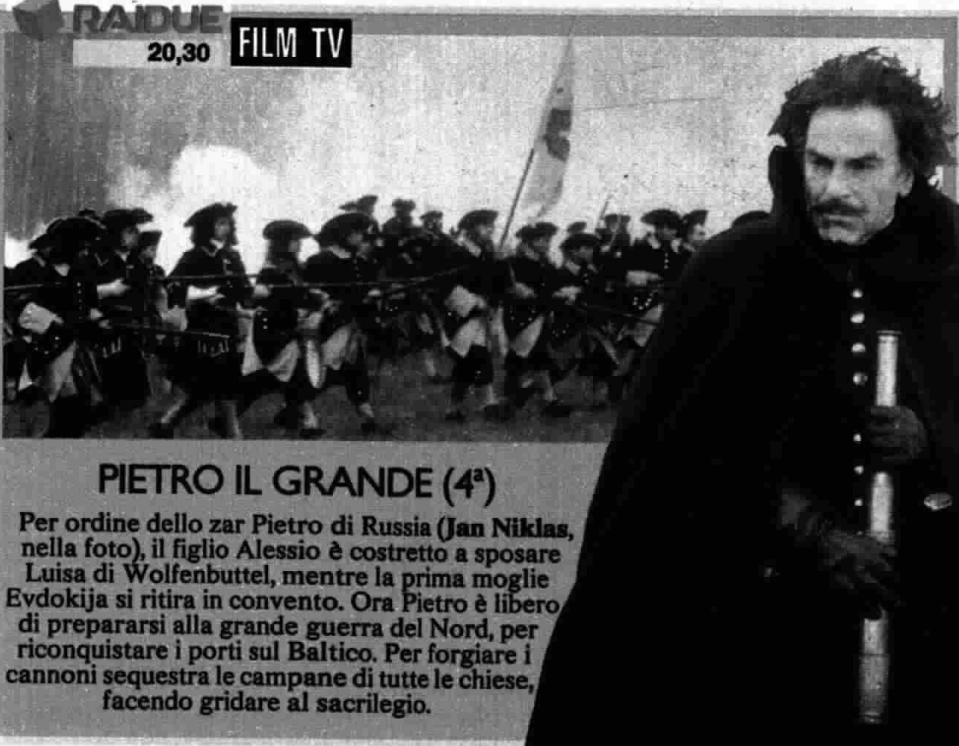 RAIDUE
20,30 FILM TV
PIETRO IL GRANDE (4ª)
Per ordine dello zar Pietro di Russia (Jan Niklas,
nella foto), il figlio Alessio è costretto a sposare
Luisa di Wolfenbuttel, mentre la prima moglie
Evdokija si ritira in convento. Ora Pietro è libero
di prepararsi alla grande guerra del Nord, per
riconquistare i porti sul Baltico. Per forgiare i
cannoni sequestra le campane di tutte le chiese,
facendo gridare al sacrilegio.